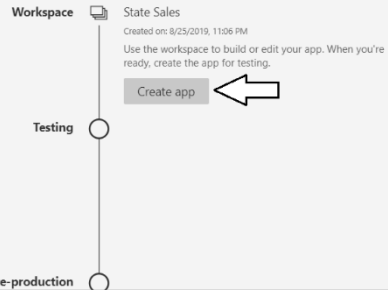 Workspace
State Sales
Created on: 8/25/2019, 11:06 PM
Use the workspace to build or edit your app. When you're
ready, create the app for testing.
Create app
Testing
e-production